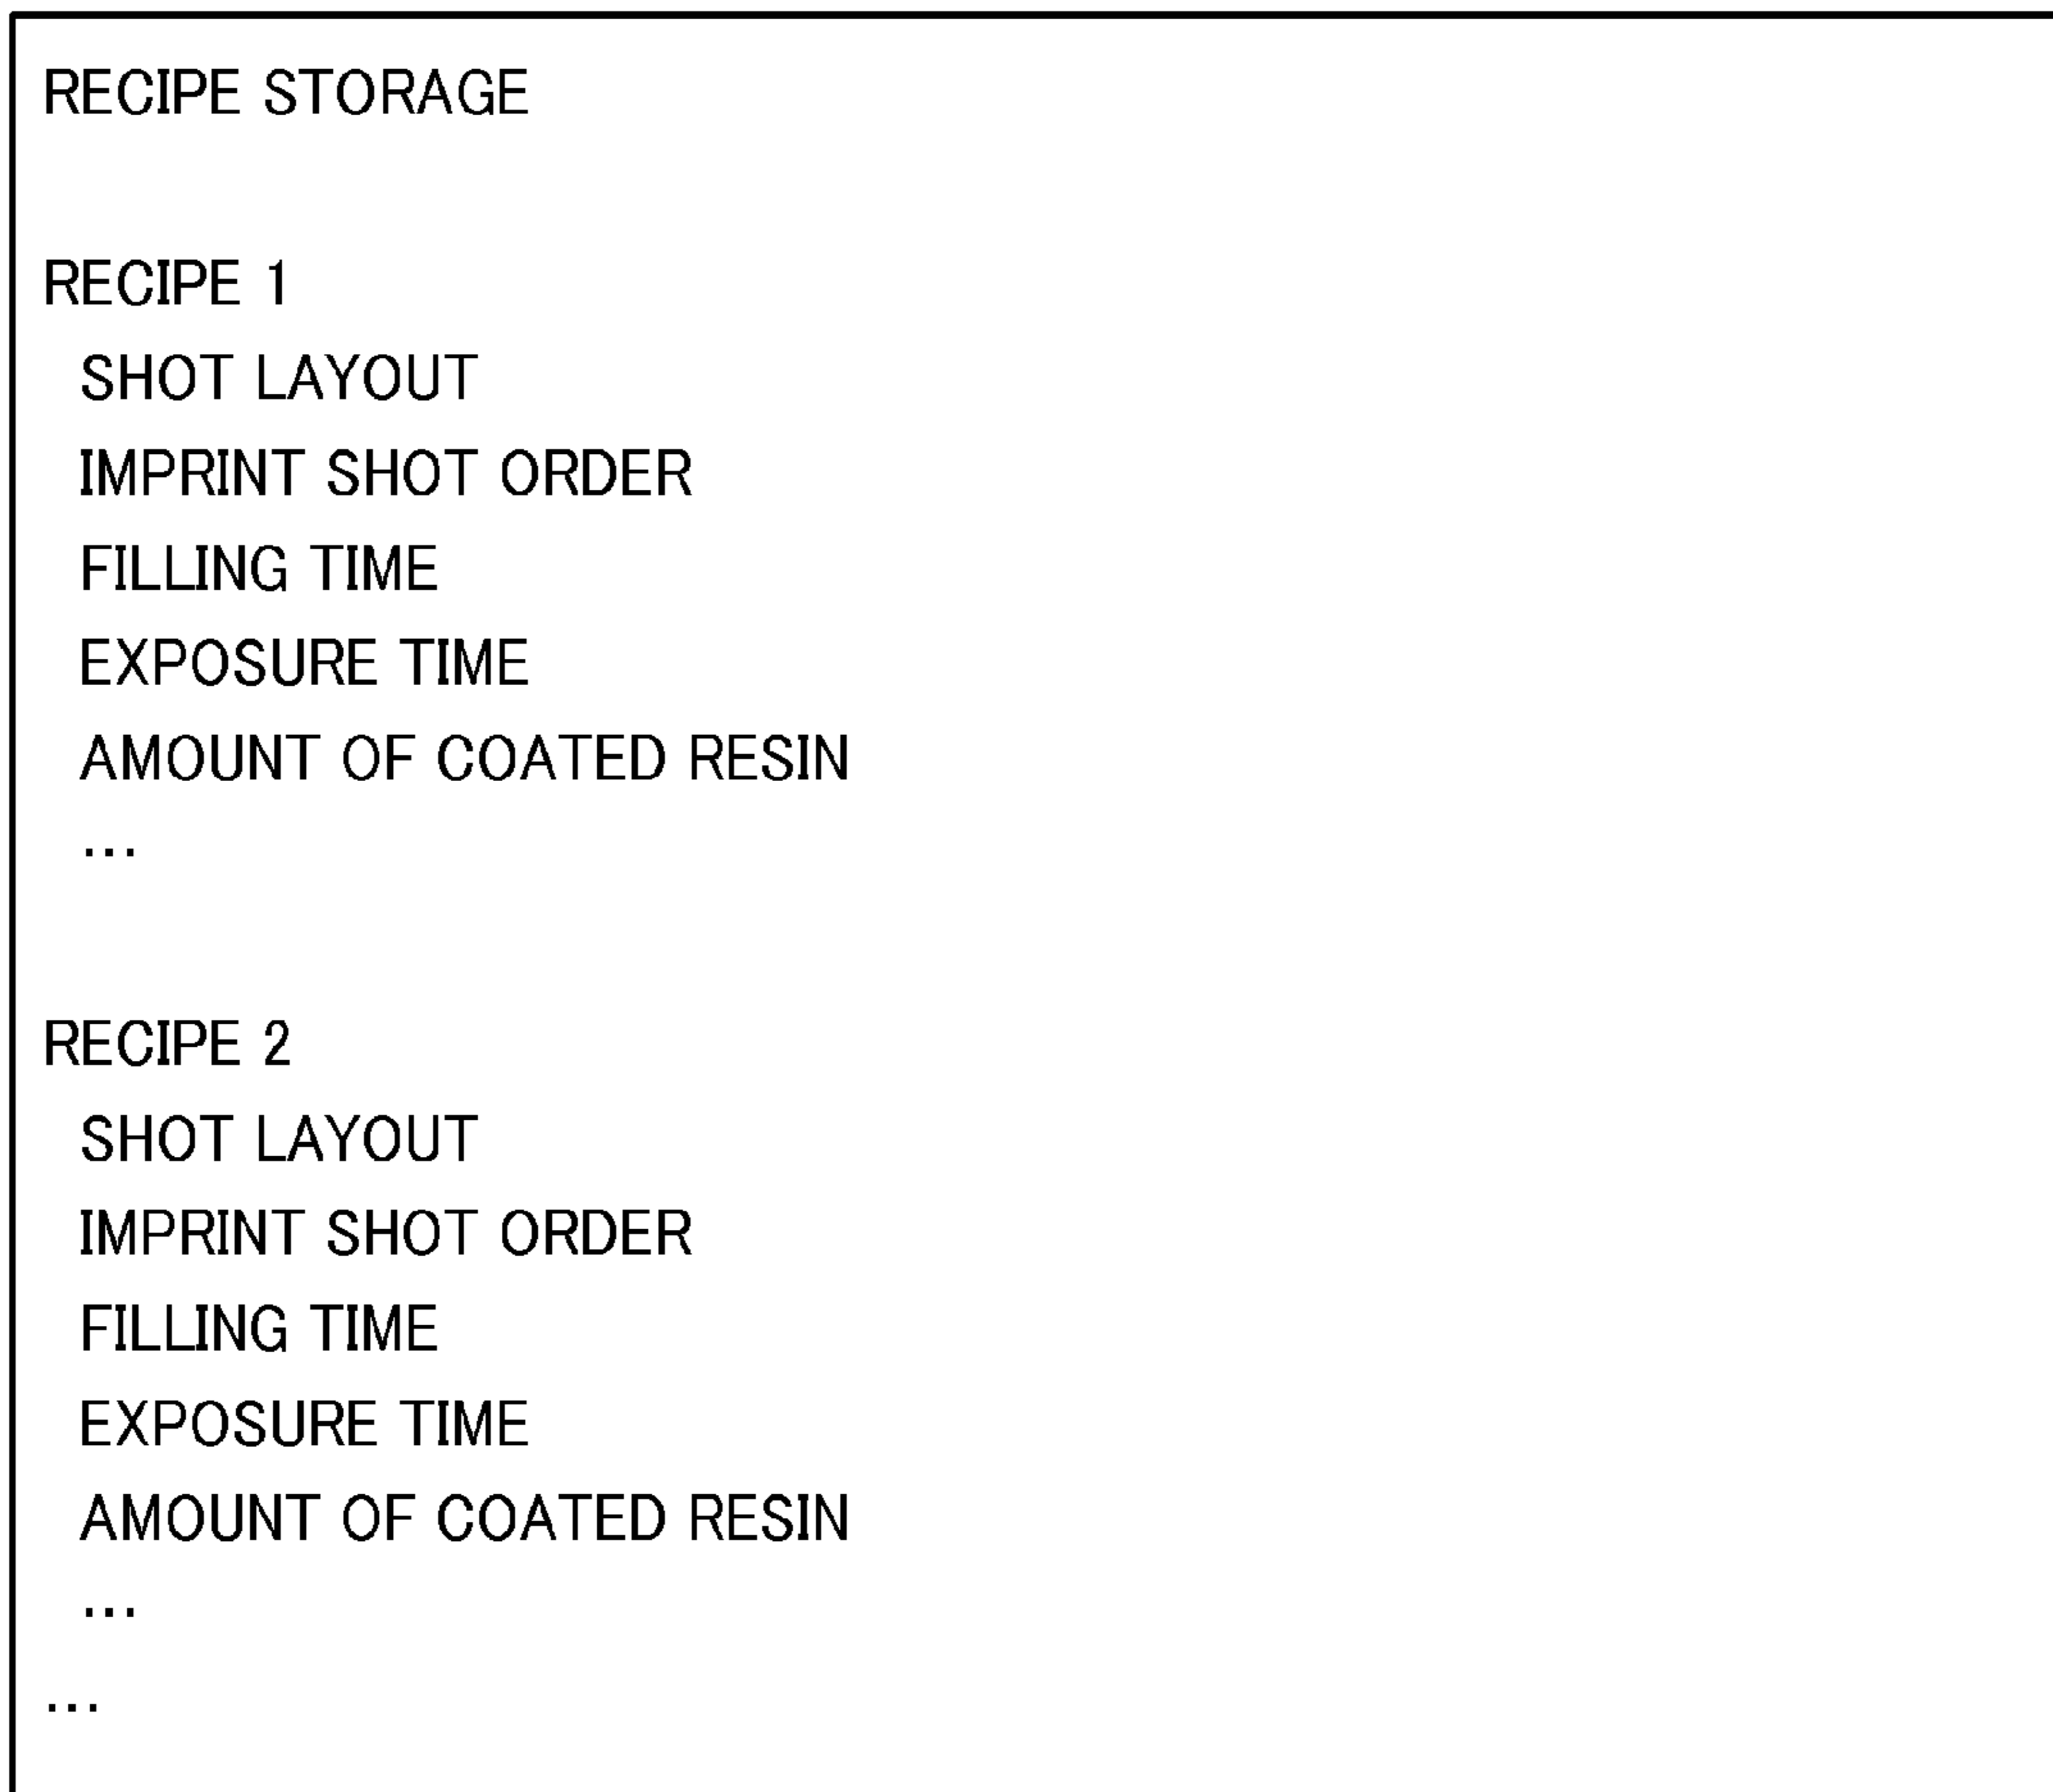 RECIPE STORAGE
RECIPE 1
SHOT LAYOUT
IMPRINT SHOT ORDER
FILLING TIME
EXPOSURE TIME
AMOUNT OF COATED RESIN
...
RECIPE 2
SHOT LAYOUT
IMPRINT SHOT ORDER
FILLING TIME
EXPOSURE TIME
AMOUNT OF COATED RESIN
...
...